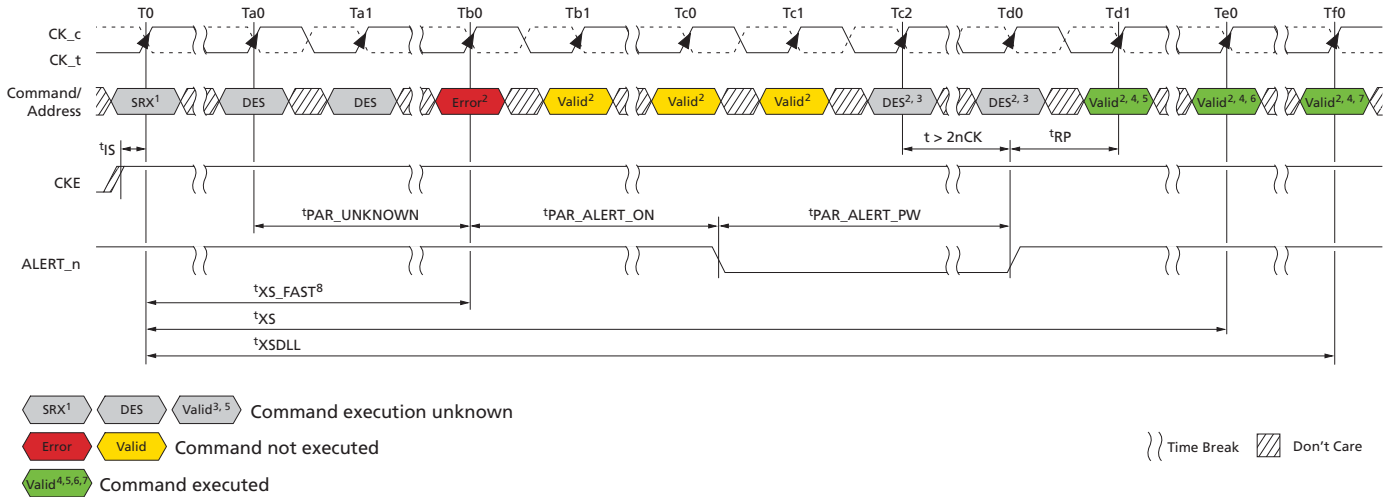 T0 Ta0 Ta1 Tb0 Tb1 Tc0 Tc1 Tc2 Td0 Td1 Te0 Tf0
CK_c
CK_t
Command/
Address
SRX1 DES DES Error2 Valid2 Valid2 Valid2 DES2, 3 DES2, 3 Valid2, 4, 5 Valid2, 4, 6 Valid2, 4, 7
tIS
t > 2nCK
tRP
CKE
tPAR_UNKNOWN
tPAR_ALERT_ON
tPAR_ALERT_PW
ALERT_n
tXS_FAST8
tXS
tXSDLL
SRX1 DES Valid3, 5 Command execution unknown
Error Valid Command not executed
Time Break
Don't Care
Valid4,5,6,7 Command executed